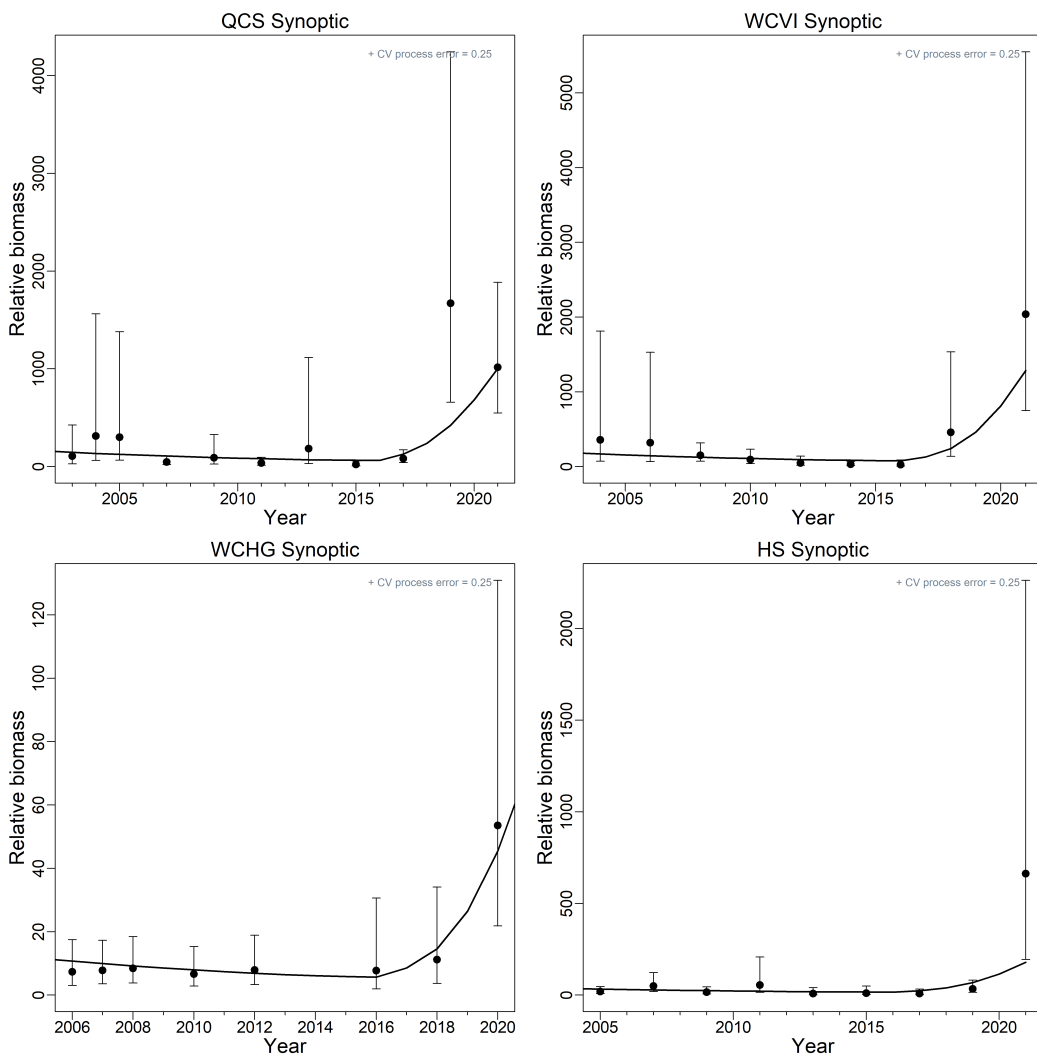 QCS Synoptic
+ CV process error = 0.25
Relative biomass
0
1000
2000
3000
4000
2005
2010
2015
2020
Year
WCVI Synoptic
+ CV process error = 0.25
Relative biomass
0
1000
2000
3000
4000
5000
2005
2010
2015
2020
Year
WCHG Synoptic
+ CV process error = 0.25
Relative biomass
0
20
40
60
80
100
120
2006
2008
2010
2012
2014
2016
2018
2020
Year
HS Synoptic
+ CV process error = 0.25
Relative biomass
0
500
1000
1500
2000
2005
2010
2015
2020
Year